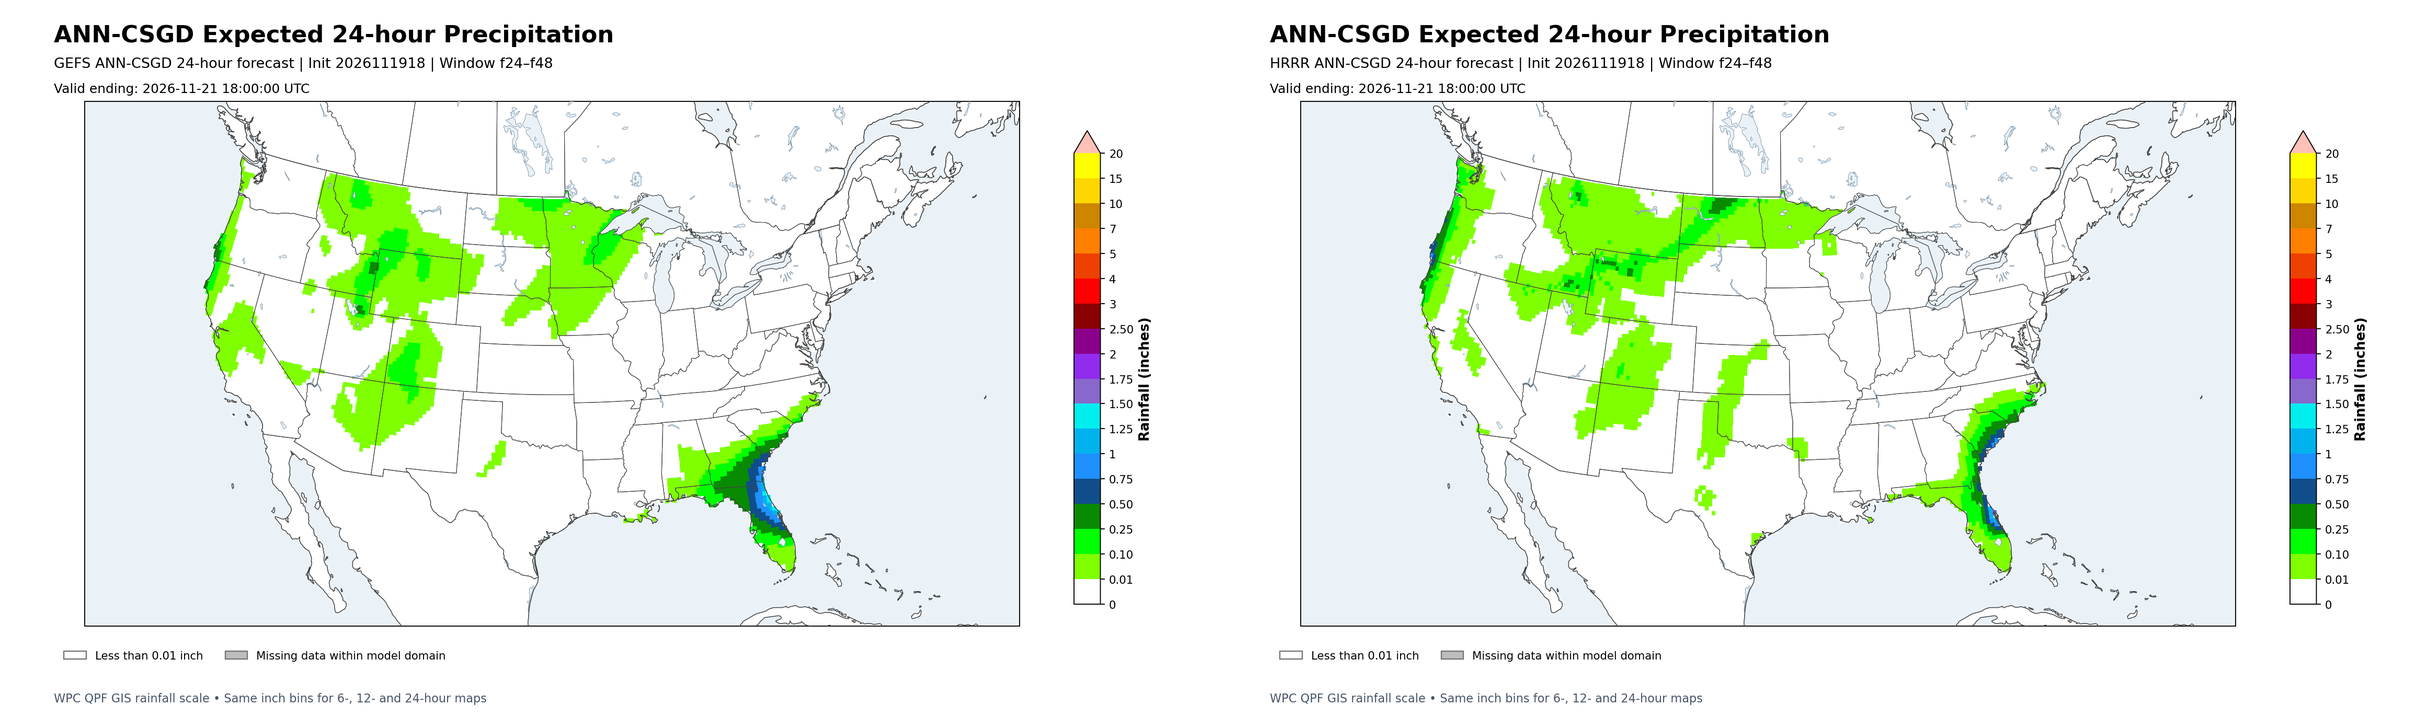 ANN-CSGD Expected 24-hour Precipitation
GEFS ANN-CSGD 24-hour forecast | Init 2026111918 | Window f24–f48
Valid ending: 2026-11-21 18:00:00 UTC
20
15
10
7
5
4
3
2.50
2
1.75
1.50
1.25
1
0.75
0.50
0.25
0.10
0.01
0
Rainfall (inches)
Less than 0.01 inch
Missing data within model domain
WPC QPF GIS rainfall scale • Same inch bins for 6-, 12- and 24-hour maps
ANN-CSGD Expected 24-hour Precipitation
HRRR ANN-CSGD 24-hour forecast | Init 2026111918 | Window f24–f48
Valid ending: 2026-11-21 18:00:00 UTC
20
15
10
7
5
4
3
2.50
2
1.75
1.50
1.25
1
0.75
0.50
0.25
0.10
0.01
0
Rainfall (inches)
Less than 0.01 inch
Missing data within model domain
WPC QPF GIS rainfall scale • Same inch bins for 6-, 12- and 24-hour maps